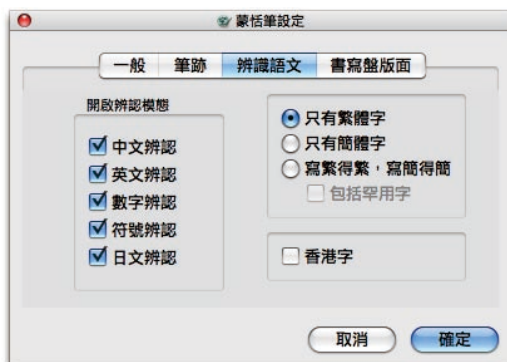 蒙恬筆設定
一般 筆跡 辨識語文 書寫盤版面
開啟辨認模態
中文辨認
英文辨認
數字辨認
符號辨認
日文辨認
只有繁體字
只有簡體字
寫繁得繁，寫簡得簡
包括罕用字
香港字
取消 確定